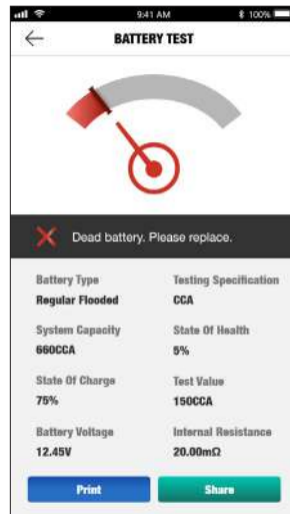 9:41 AM
100%
BATTERY TEST
Dead battery. Please replace.
Battery Type
Testing Specification
Regular Flooded
CCA
System Capacity
State Of Health
660CCA
5%
State Of Charge
Test Value
75%
150CCA
Battery Voltage
Internal Resistance
12.45V
20.00mΩ
Print
Share